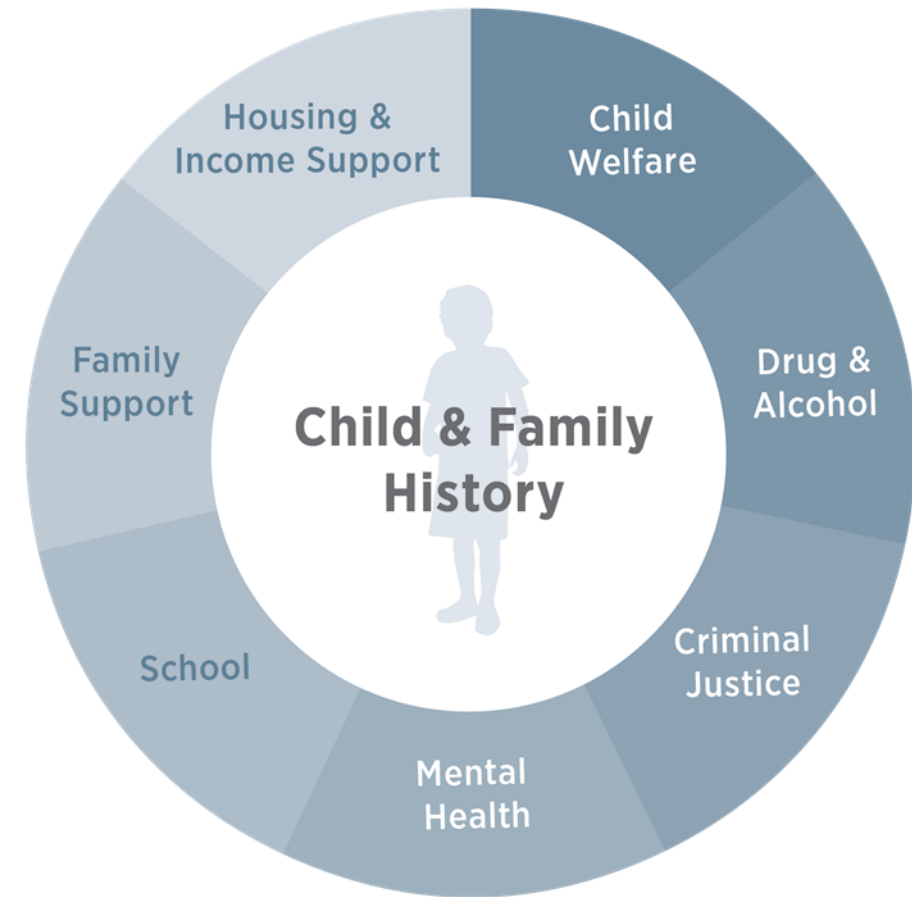 Housing &
Income Support
Child
Welfare
Family
Support
Drug &
Alcohol
Child & Family
History
School
Criminal
Justice
Mental
Health